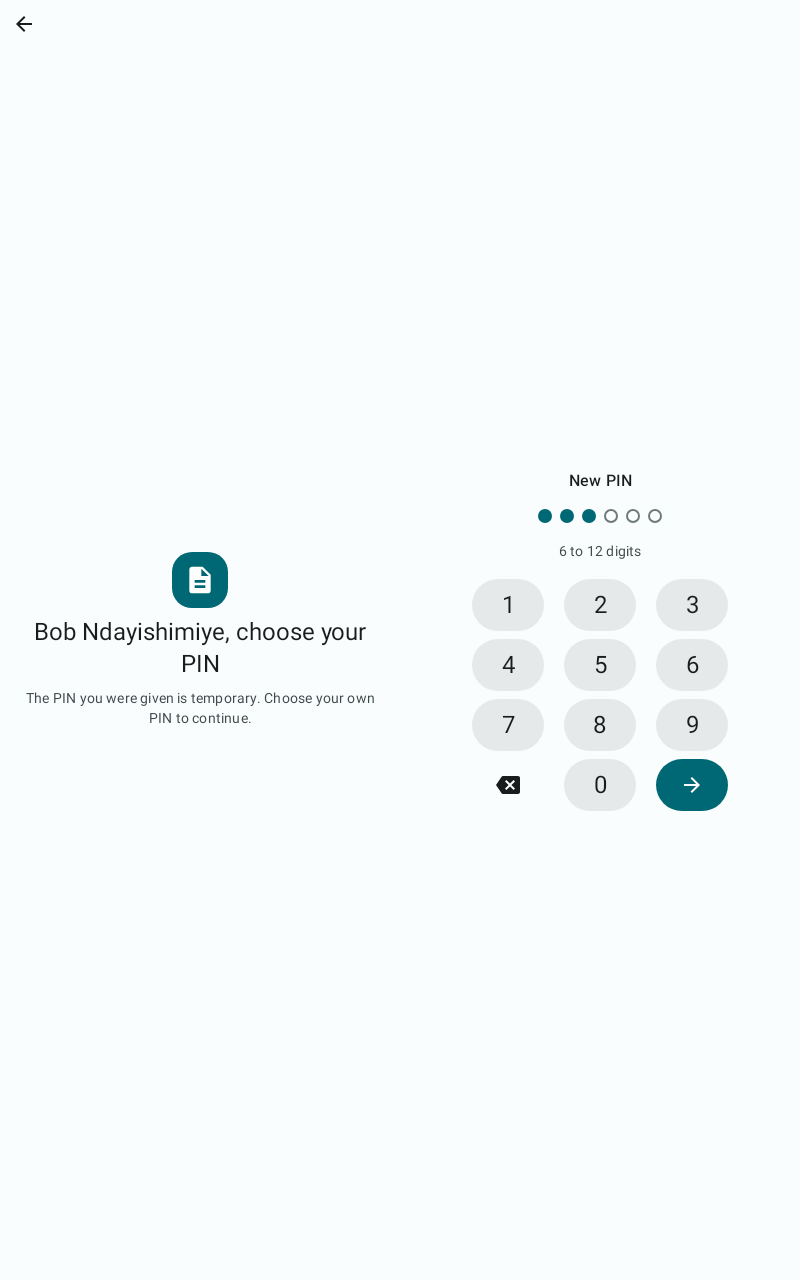 Bob Ndayishimiye, choose your
PIN
The PIN you were given is temporary. Choose your own
PIN to continue.
New PIN
6 to 12 digits
1 2 3
4 5 6
7 8 9
0